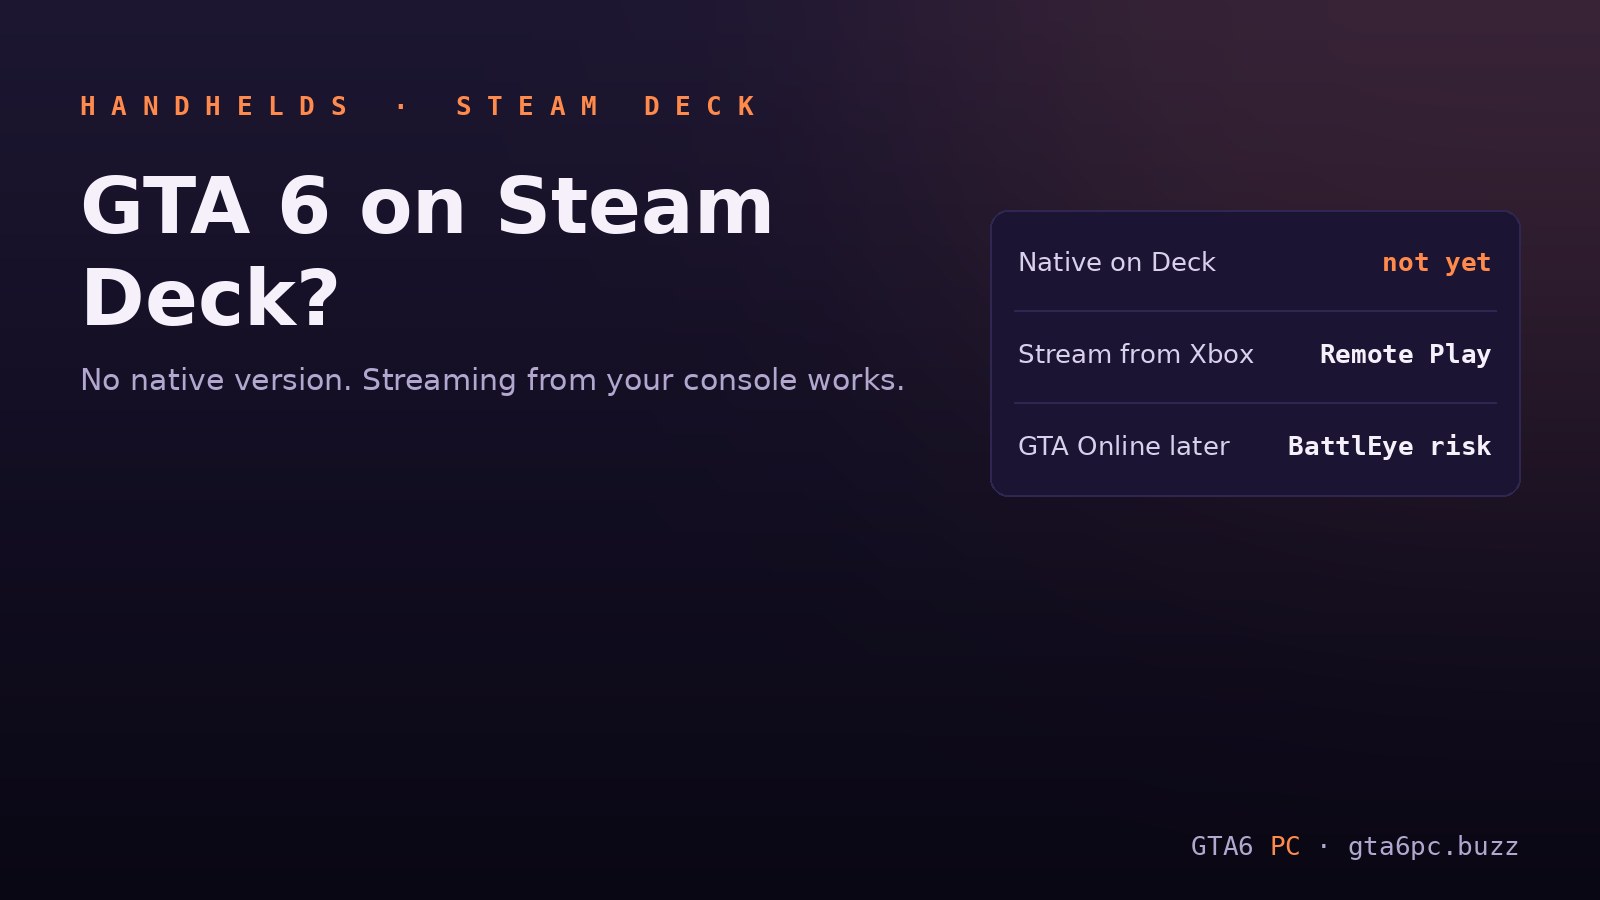 HANDHELDS · STEAM DECK
GTA 6 on Steam
Deck?
No native version. Streaming from your console works.
Native on Deck not yet
Stream from Xbox Remote Play
GTA Online later BattlEye risk
GTA6 PC · gta6pc.buzz